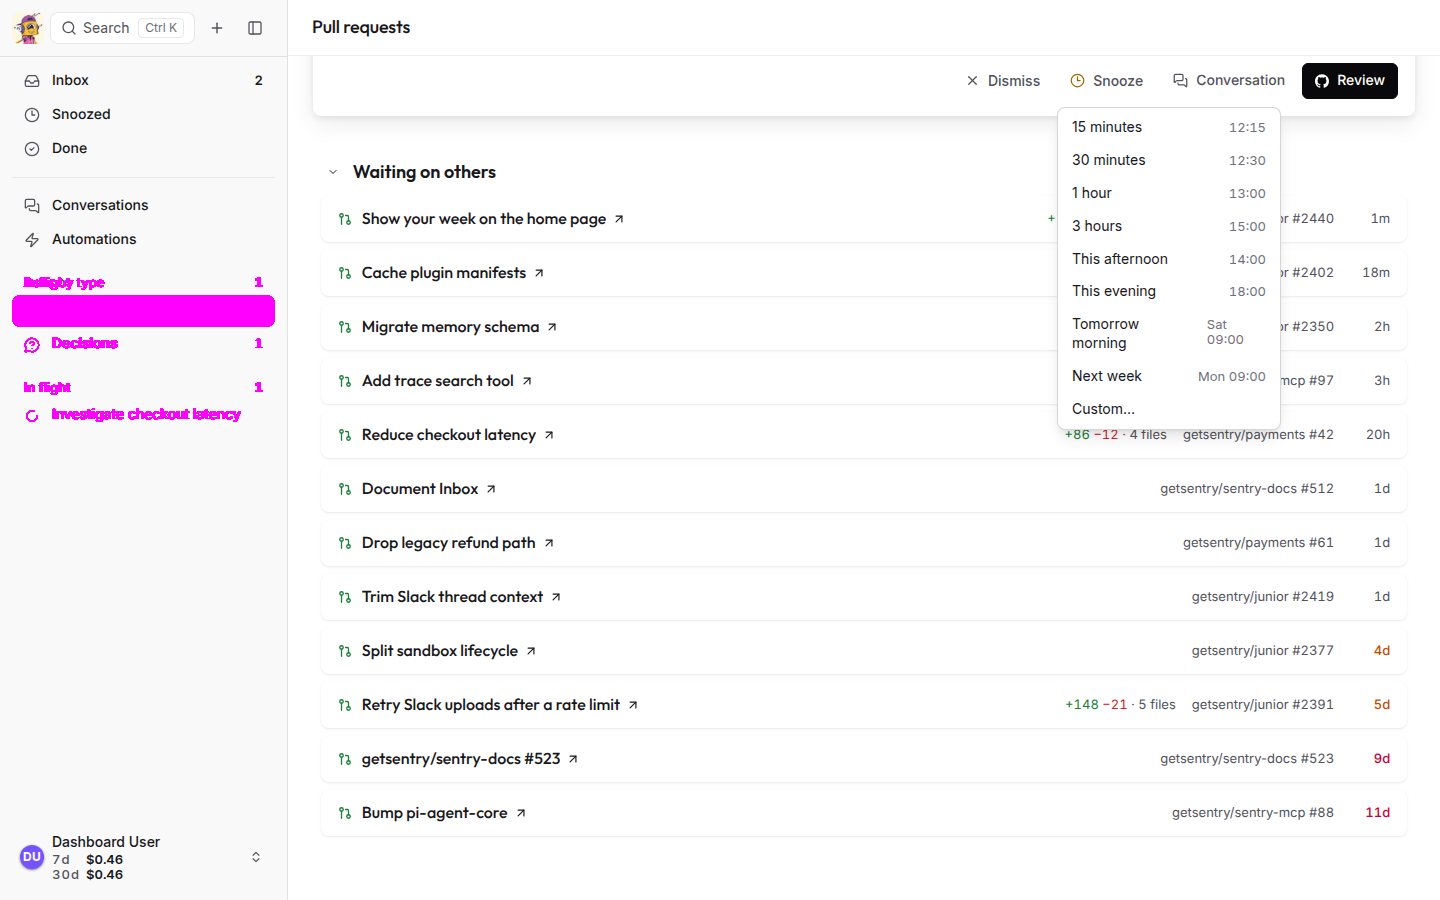 Search Ctrl K
Pull requests
Inbox 2
Snoozed
Done
Conversations
Automations
type 1
Decisions 1
In flight 1
Investigate checkout latency
Dashboard User
DU
7d $0.46
30d $0.46
Dismiss Snooze Conversation Review
15 minutes 12:15
30 minutes 12:30
1 hour 13:00
3 hours 15:00
This afternoon 14:00
This evening 18:00
Tomorrow morning Sat 09:00
Next week Mon 09:00
Custom...
Waiting on others
Show your week on the home page + #2440 1m
Cache plugin manifests #2402 18m
Migrate memory schema #2350 2h
Add trace search tool #97 3h
Reduce checkout latency +86 −12 · 4 files getsentry/payments #42 20h
Document Inbox getsentry/sentry-docs #512 1d
Drop legacy refund path getsentry/payments #61 1d
Trim Slack thread context getsentry/junior #2419 1d
Split sandbox lifecycle getsentry/junior #2377 4d
Retry Slack uploads after a rate limit +148 −21 · 5 files getsentry/junior #2391 5d
getsentry/sentry-docs #523 getsentry/sentry-docs #523 9d
Bump pi-agent-core getsentry/sentry-mcp #88 11d